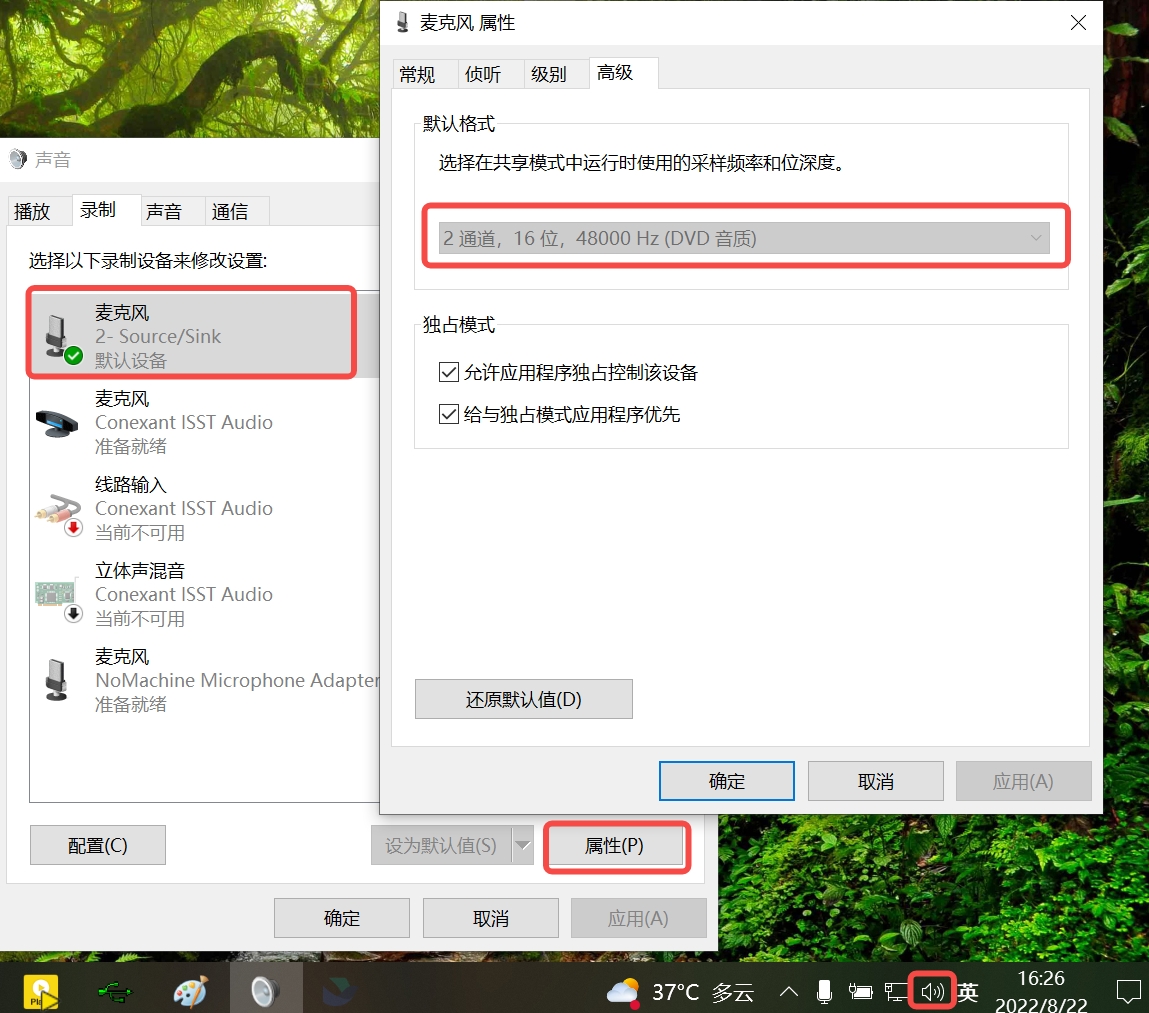 麦克风 属性
常规
侦听
级别
高级
默认格式
选择在共享模式中运行时使用的采样频率和位深度。
2 通道，16 位，48000 Hz (DVD 音质)
独占模式
允许应用程序独占控制该设备
给与独占模式应用程序优先
还原默认值(D)
确定
取消
应用(A)
声音
播放
录制
声音
通信
选择以下录制设备来修改设置:
麦克风
2- Source/Sink
默认设备
麦克风
Conexant ISST Audio
准备就绪
线路输入
Conexant ISST Audio
当前不可用
立体声混音
Conexant ISST Audio
当前不可用
麦克风
NoMachine Microphone Adapter
准备就绪
配置(C)
设为默认值(S)
属性(P)
确定
取消
应用(A)
37°C 多云
英
16:26
2022/8/22